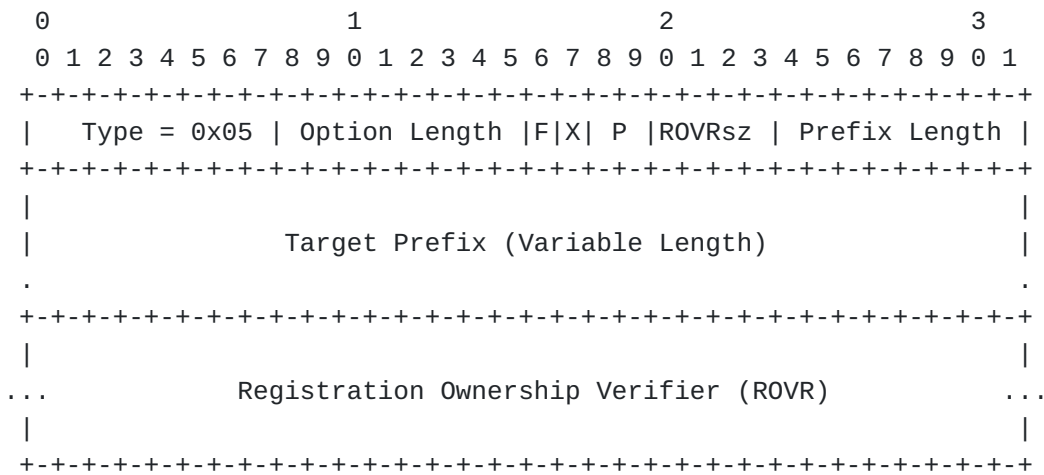 0                   1                   2                   3
0 1 2 3 4 5 6 7 8 9 0 1 2 3 4 5 6 7 8 9 0 1 2 3 4 5 6 7 8 9 0 1
+-+-+-+-+-+-+-+-+-+-+-+-+-+-+-+-+-+-+-+-+-+-+-+-+-+-+-+-+-+-+-+-+
|   Type = 0x05 | Option Length |F|X| P |ROVRsz | Prefix Length |
+-+-+-+-+-+-+-+-+-+-+-+-+-+-+-+-+-+-+-+-+-+-+-+-+-+-+-+-+-+-+-+-+
|                                                               |
|                Target Prefix (Variable Length)                |
.                                                               .
+-+-+-+-+-+-+-+-+-+-+-+-+-+-+-+-+-+-+-+-+-+-+-+-+-+-+-+-+-+-+-+-+
|                                                               |
...            Registration Ownership Verifier (ROVR)           ...
|                                                               |
+-+-+-+-+-+-+-+-+-+-+-+-+-+-+-+-+-+-+-+-+-+-+-+-+-+-+-+-+-+-+-+-+